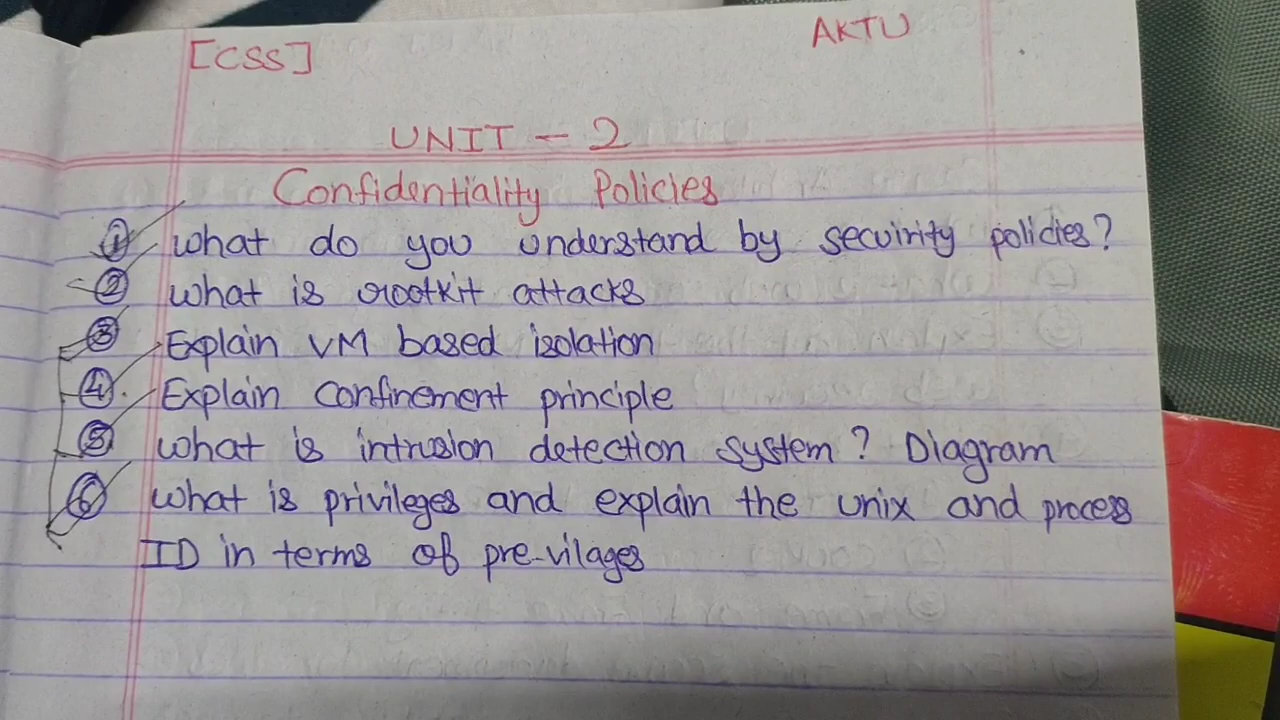 [CSS]
AKTU
UNIT - 2
Confidentiality Policies
① What do you understand by secuirity policies?
② What is rootkit attacks
③ Explain VM based isolation
④. Explain Confinement principle
⑤ What is intrusion detection system? Diagram
⑥ What is privileges and explain the unix and process
ID in terms of pre-vilages